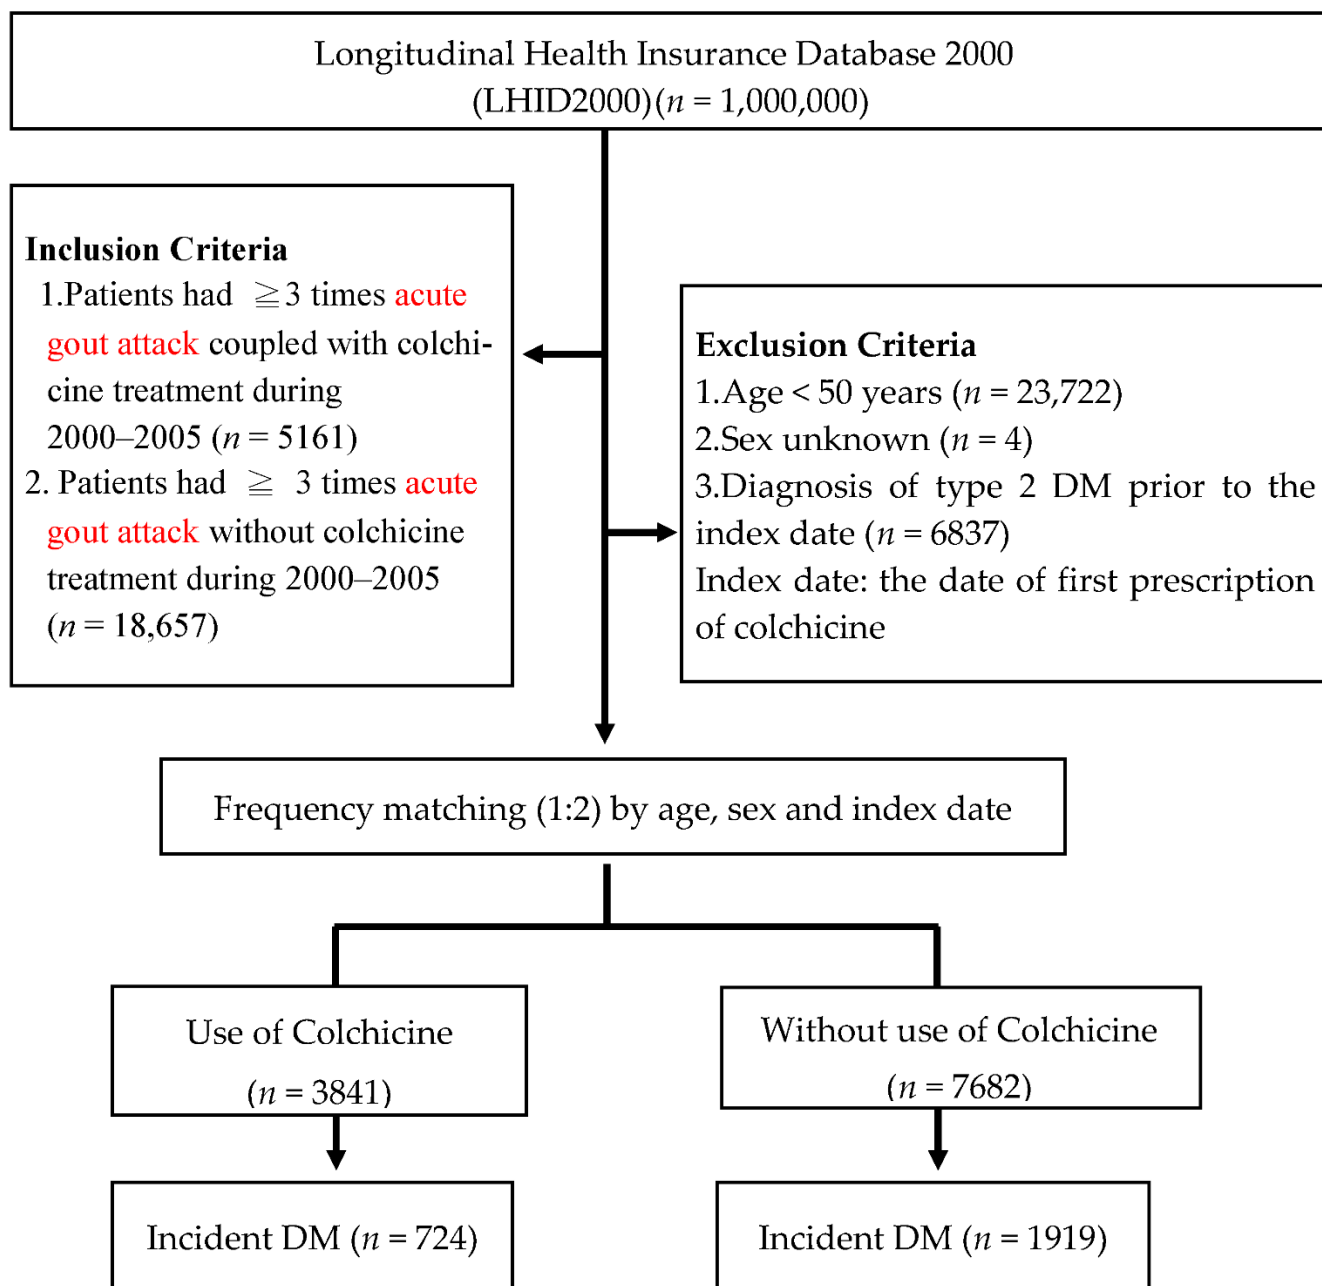 Longitudinal Health Insurance Database 2000
(LHID2000)(n = 1,000,000)
Inclusion Criteria
1.Patients had ≧3 times acute
gout attack coupled with colchi-
cine treatment during
2000–2005 (n = 5161)
2. Patients had ≧ 3 times acute
gout attack without colchicine
treatment during 2000–2005
(n = 18,657)
Exclusion Criteria
1.Age < 50 years (n = 23,722)
2.Sex unknown (n = 4)
3.Diagnosis of type 2 DM prior to the
index date (n = 6837)
Index date: the date of first prescription
of colchicine
Frequency matching (1:2) by age, sex and index date
Use of Colchicine
(n = 3841)
Without use of Colchicine
(n = 7682)
Incident DM (n = 724)
Incident DM (n = 1919)